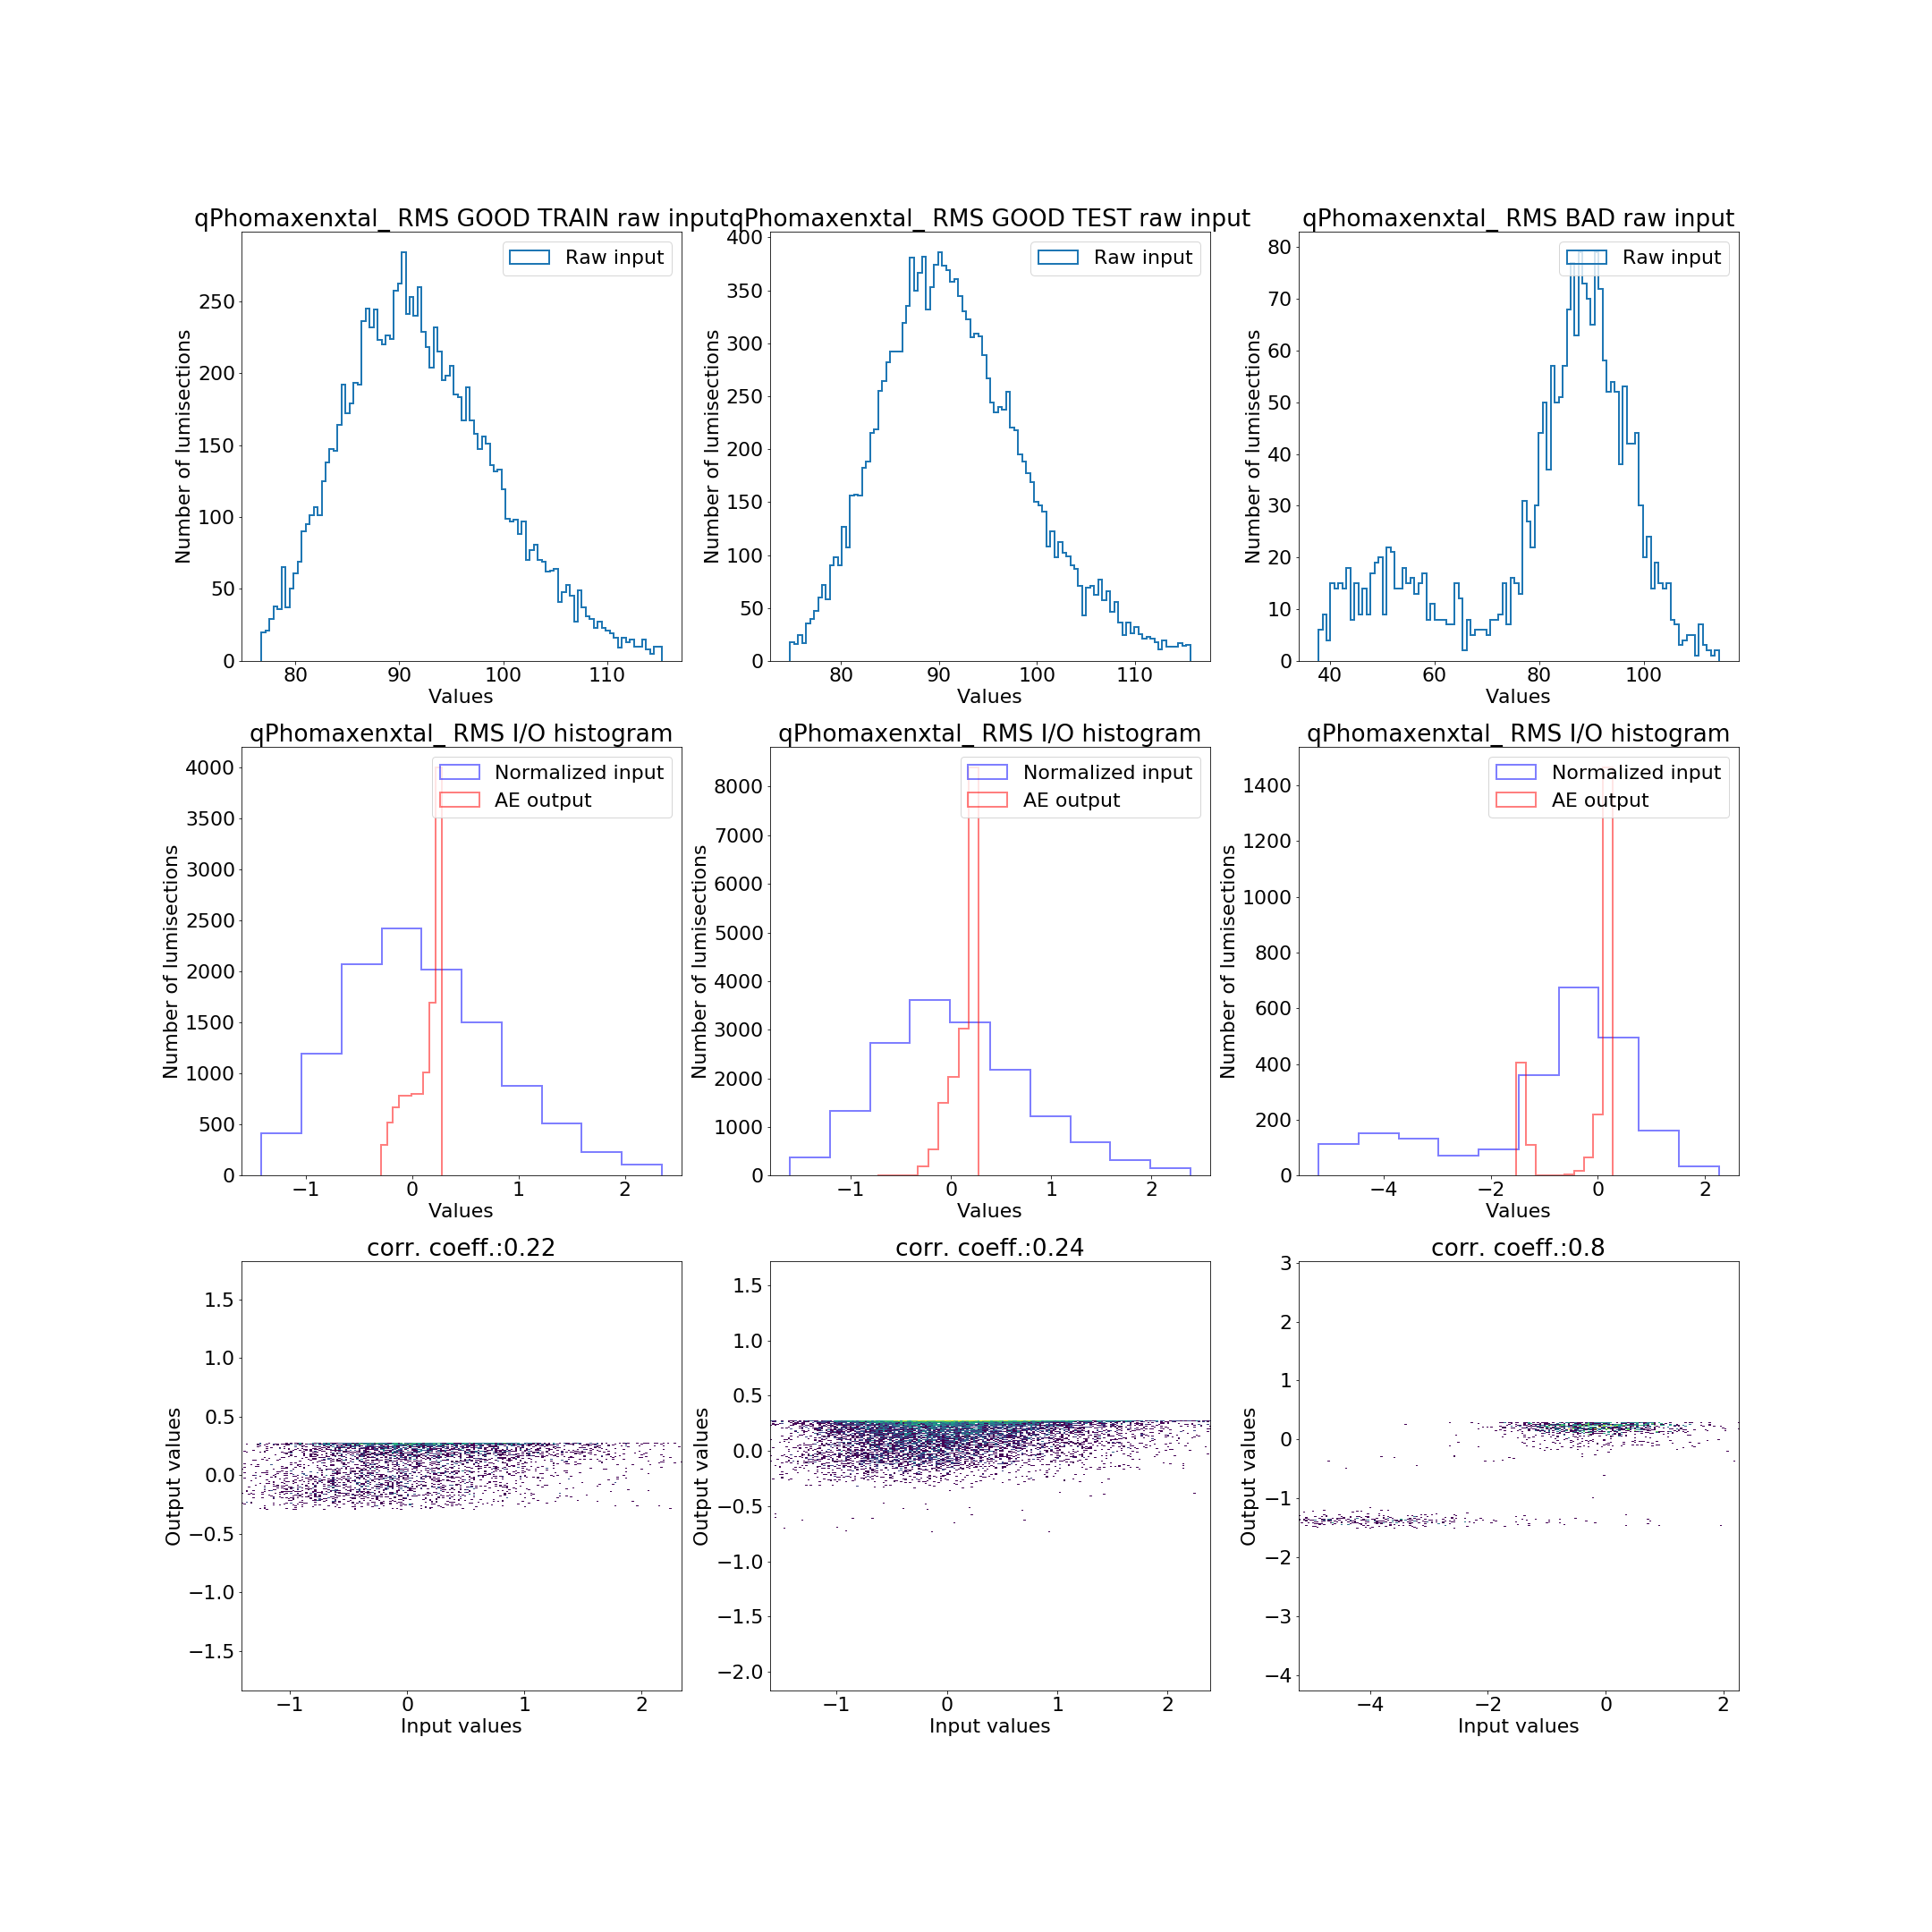 qPhomaxenxtal_ RMS GOOD TRAIN raw input
Raw input
Number of lumisections
250
200
150
100
50
0
80 90 100 110
Values
qPhomaxenxtal_ RMS GOOD TEST raw input
Raw input
Number of lumisections
400
350
300
250
200
150
100
50
0
80 90 100 110
Values
qPhomaxenxtal_ RMS BAD raw input
Raw input
Number of lumisections
80
70
60
50
40
30
20
10
0
40 60 80 100
Values
qPhomaxenxtal_ RMS I/O histogram
Normalized input
AE output
Number of lumisections
4000
3500
3000
2500
2000
1500
1000
500
0
−1 0 1 2
Values
qPhomaxenxtal_ RMS I/O histogram
Normalized input
AE output
Number of lumisections
8000
7000
6000
5000
4000
3000
2000
1000
0
−1 0 1 2
Values
qPhomaxenxtal_ RMS I/O histogram
Normalized input
AE output
Number of lumisections
1400
1200
1000
800
600
400
200
0
−4 −2 0 2
Values
corr. coeff.:0.22
Output values
1.5
1.0
0.5
0.0
−0.5
−1.0
−1.5
−1 0 1 2
Input values
corr. coeff.:0.24
Output values
1.5
1.0
0.5
0.0
−0.5
−1.0
−1.5
−2.0
−1 0 1 2
Input values
corr. coeff.:0.8
Output values
3
2
1
0
−1
−2
−3
−4
−4 −2 0 2
Input values